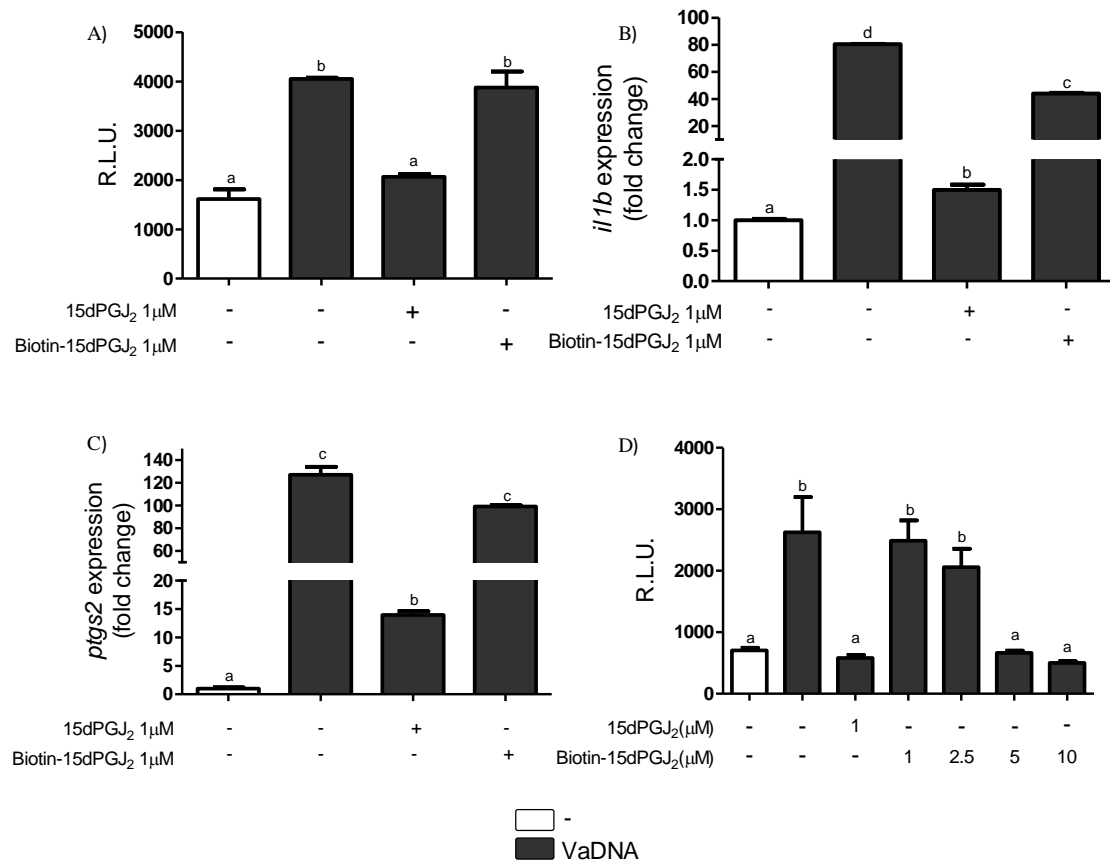 A)
R.L.U.
5000
4000
3000
2000
1000
0
a
b
a
b
15dPGJ2 1μM - - + -
Biotin-15dPGJ2 1μM - - - +
B)
il1b expression
(fold change)
100
80
60
40
20
2.0
1.5
1.0
0.5
0.0
a
d
b
c
15dPGJ2 1μM - - + -
Biotin-15dPGJ2 1μM - - - +
C)
ptgs2 expression
(fold change)
140
120
100
80
60
20
15
10
5
0
a
c
b
c
15dPGJ2 1μM - - + -
Biotin-15dPGJ2 1μM - - - +
D)
R.L.U.
4000
3000
2000
1000
0
a
b
a
b
b
a
a
15dPGJ2(μM) - - 1 - - - -
Biotin-15dPGJ2(μM) - - - 1 2.5 5 10
-
VaDNA